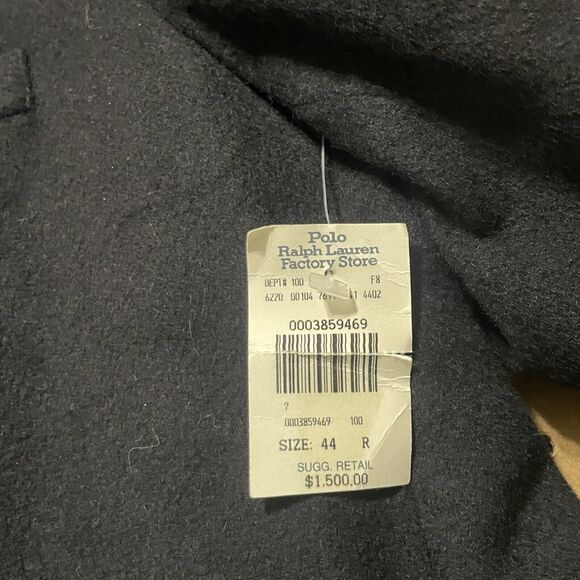 Polo
Ralph Lauren
Factory Store
DEPT# 100 F8
6220 00104 41 4402
0003859469
?
0003859469 100
SIZE: 44 R
SUGG. RETAIL
$1,500.00